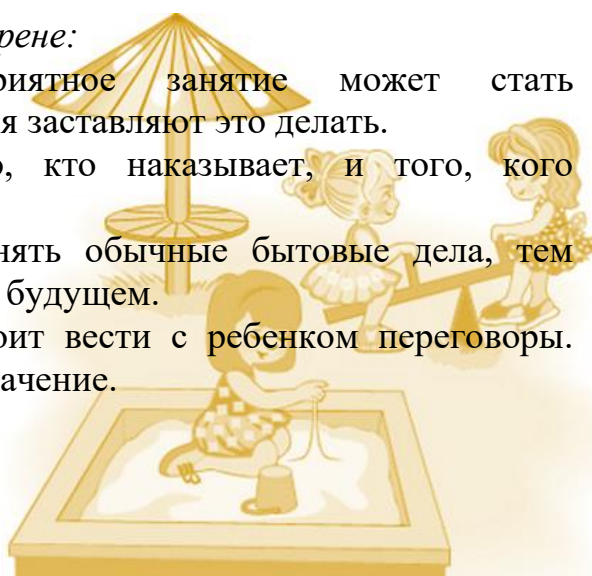 рене:
риятное занятие может стать
я заставляют это делать.
о, кто наказывает, и того, кого
нять обычные бытовые дела, тем
будущем.
оит вести с ребенком переговоры.
ачение.